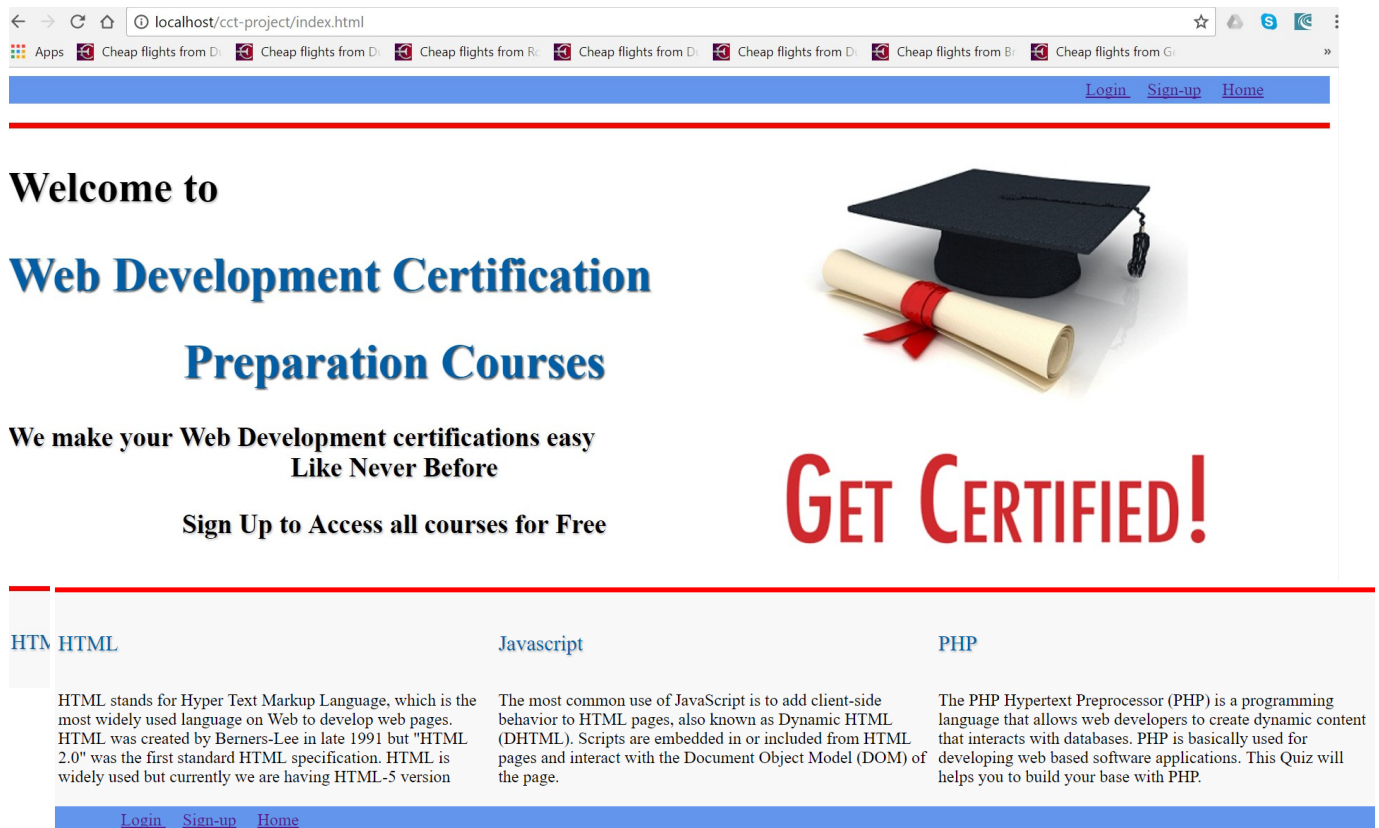 localhost/cct-project/index.html
Apps Cheap flights from D Cheap flights from D Cheap flights from R Cheap flights from D Cheap flights from D Cheap flights from Br Cheap flights from G »
Login Sign-up Home
Welcome to
Web Development Certification
Preparation Courses
We make your Web Development certifications easy
Like Never Before
Sign Up to Access all courses for Free
GET CERTIFIED!
HTM
HTML
HTML stands for Hyper Text Markup Language, which is the
most widely used language on Web to develop web pages.
HTML was created by Berners-Lee in late 1991 but "HTML
2.0" was the first standard HTML specification. HTML is
widely used but currently we are having HTML-5 version
Javascript
The most common use of JavaScript is to add client-side
behavior to HTML pages, also known as Dynamic HTML
(DHTML). Scripts are embedded in or included from HTML
pages and interact with the Document Object Model (DOM) of
the page.
PHP
The PHP Hypertext Preprocessor (PHP) is a programming
language that allows web developers to create dynamic content
that interacts with databases. PHP is basically used for
developing web based software applications. This Quiz will
helps you to build your base with PHP.
Login Sign-up Home